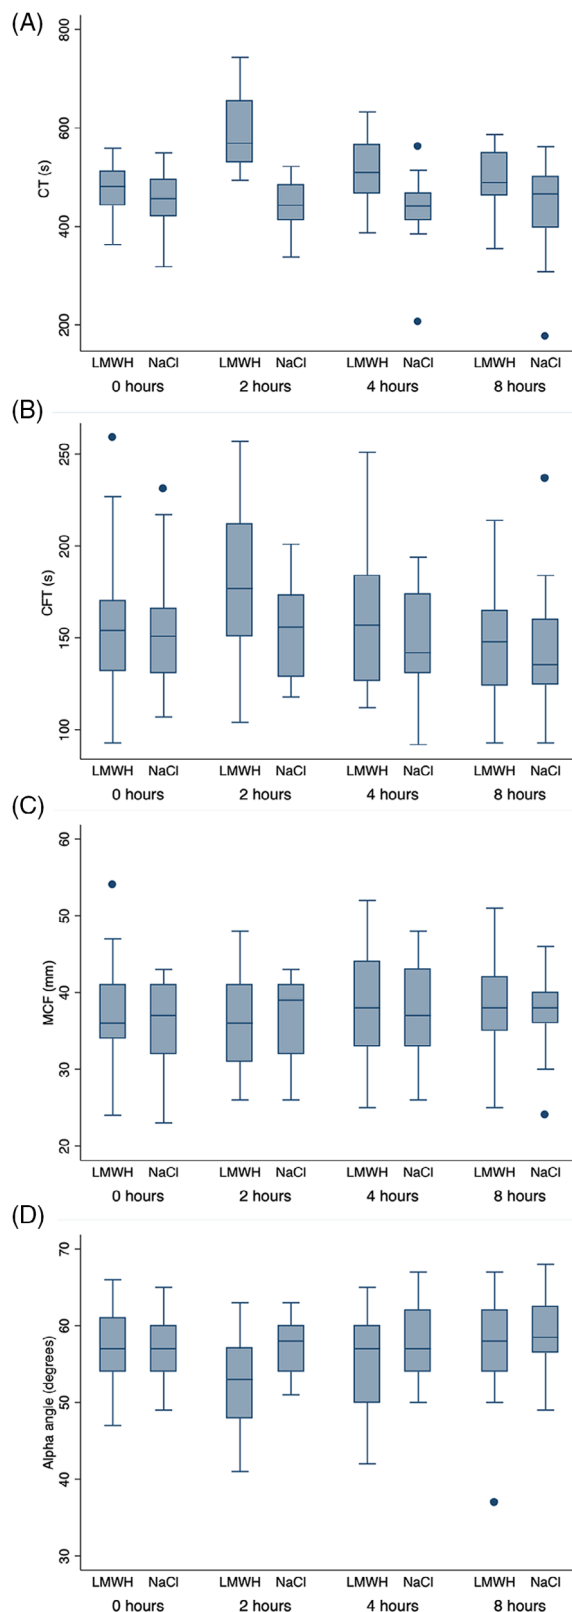 (A)
CT (s)
800
600
400
200
LMWH NaCl LMWH NaCl LMWH NaCl LMWH NaCl
0 hours 2 hours 4 hours 8 hours
(B)
CFT (s)
250
200
150
100
LMWH NaCl LMWH NaCl LMWH NaCl LMWH NaCl
0 hours 2 hours 4 hours 8 hours
(C)
MCF (mm)
60
50
40
30
20
LMWH NaCl LMWH NaCl LMWH NaCl LMWH NaCl
0 hours 2 hours 4 hours 8 hours
(D)
Alpha angle (degrees)
70
60
50
40
30
LMWH NaCl LMWH NaCl LMWH NaCl LMWH NaCl
0 hours 2 hours 4 hours 8 hours